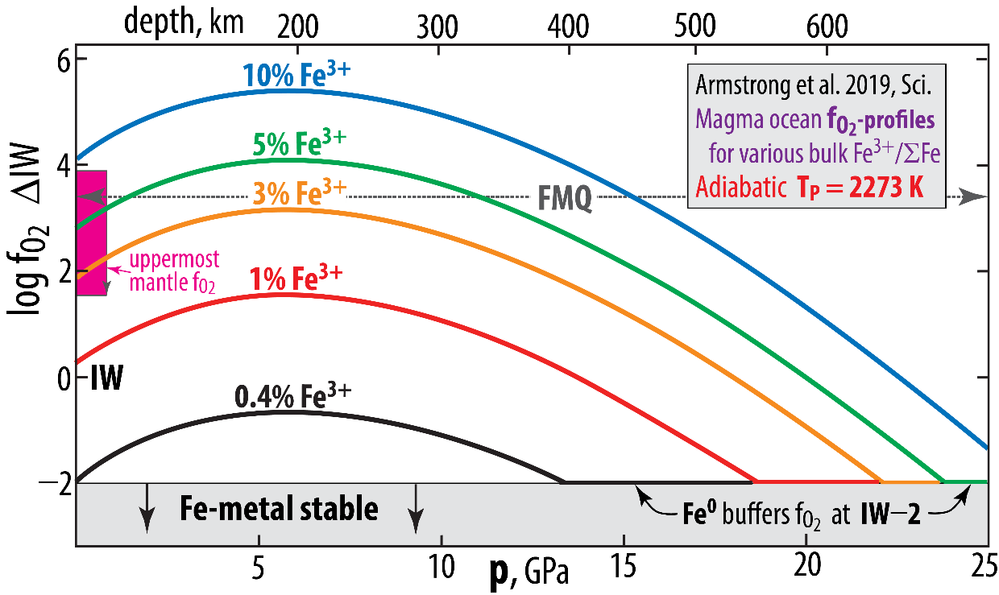 depth, km 200 300 400 500 600
6
4
2
0
−2
log fO2 ΔIW
10% Fe3+
5% Fe3+
3% Fe3+
1% Fe3+
0.4% Fe3+
Armstrong et al. 2019, Sci.
Magma ocean fO2-profiles
for various bulk Fe3+/ΣFe
Adiabatic TP = 2273 K
FMQ
uppermost
mantle fO2
IW
Fe-metal stable
Fe0 buffers fO2 at IW−2
5 10 15 20 25
p, GPa